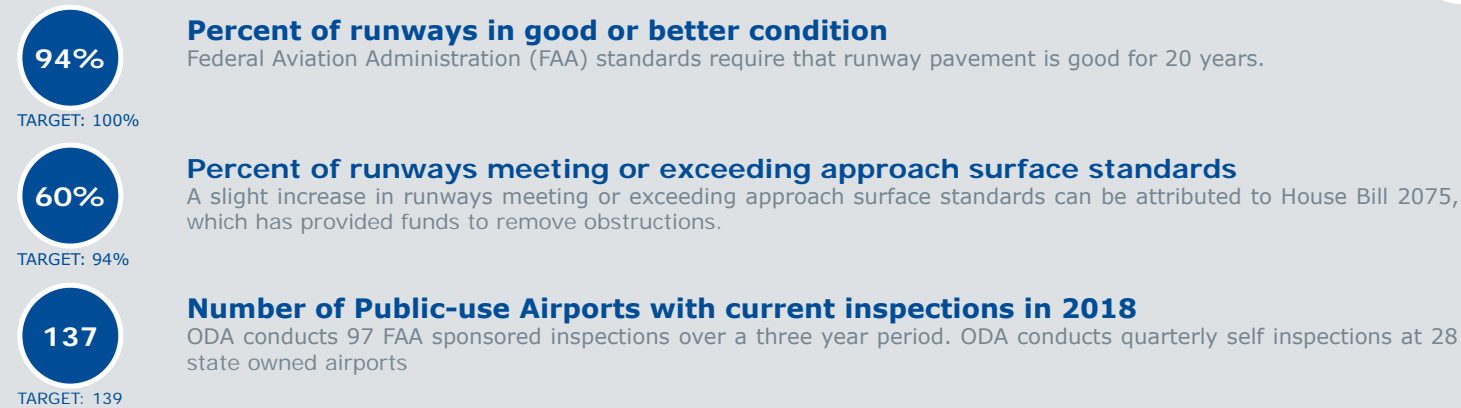 94%
TARGET: 100%
Percent of runways in good or better condition
Federal Aviation Administration (FAA) standards require that runway pavement is good for 20 years.
60%
TARGET: 94%
Percent of runways meeting or exceeding approach surface standards
A slight increase in runways meeting or exceeding approach surface standards can be attributed to House Bill 2075,
which has provided funds to remove obstructions.
137
TARGET: 139
Number of Public-use Airports with current inspections in 2018
ODA conducts 97 FAA sponsored inspections over a three year period. ODA conducts quarterly self inspections at 28
state owned airports